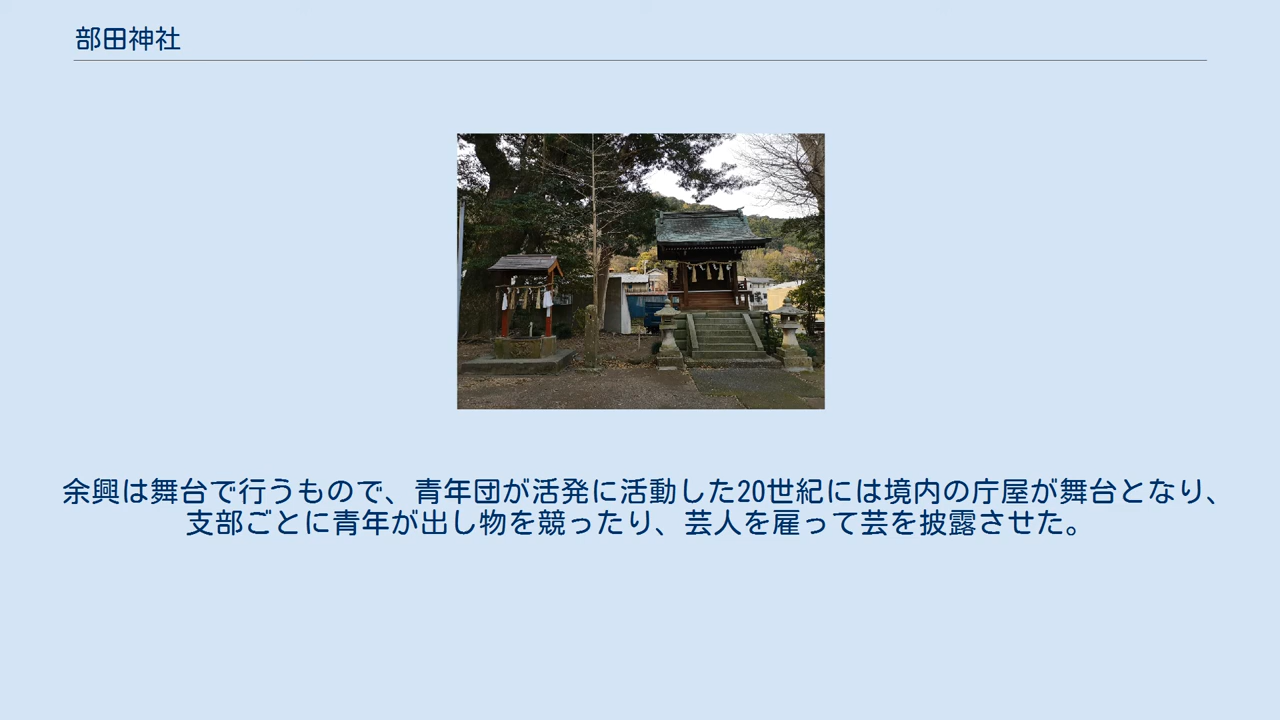 部田神社
余興は舞台で行うもので、青年団が活発に活動した20世紀には境内の庁屋が舞台となり、
支部ごとに青年が出し物を競ったり、芸人を雇って芸を披露させた。